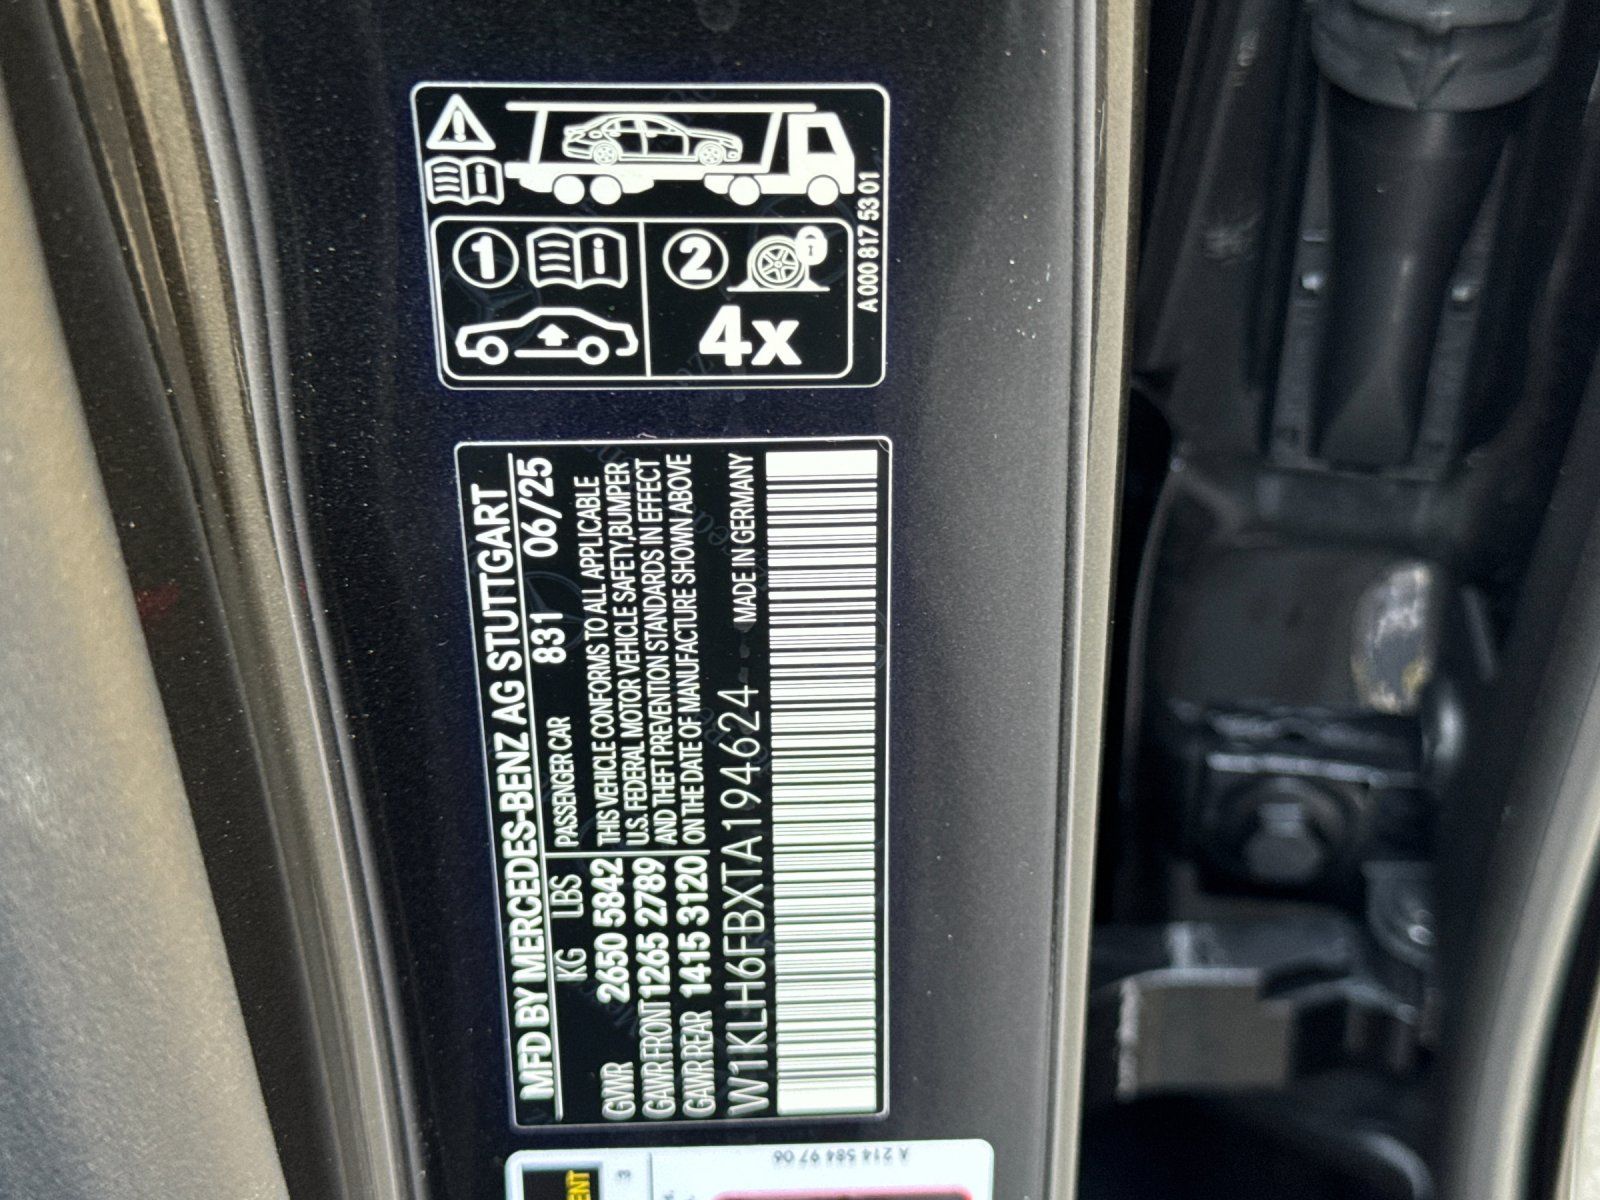 1
2
4x
A 000 817 53 01
MFD BY MERCEDES-BENZ AG STUTTGART
KG LBS PASSENGER CAR 831 06/25
GVWR 2650 5842 THIS VEHICLE CONFORMS TO ALL APPLICABLE
GAWR FRONT 1265 2789 U.S. FEDERAL MOTOR VEHICLE SAFETY,BUMPER
AND THEFT PREVENTION STANDARDS IN EFFECT
GAWR REAR 1415 3120 ON THE DATE OF MANUFACTURE SHOWN ABOVE
W1KLH6FBXTA194624-- MADE IN GERMANY
A 214 584 97 06